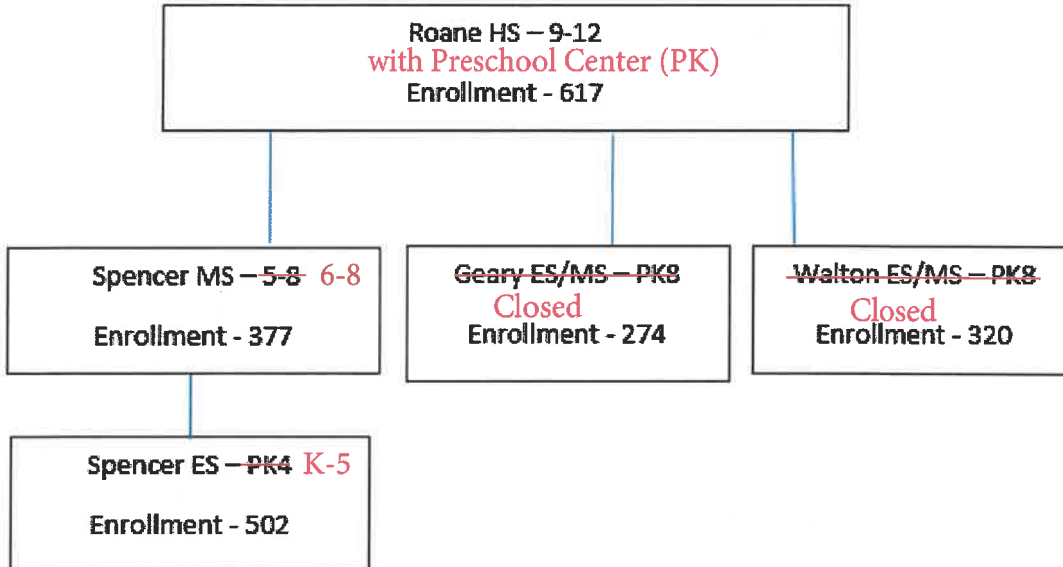 Roane HS – 9-12
with Preschool Center (PK)
Enrollment - 617
Spencer MS – 5-8 6-8
Enrollment - 377
Geary ES/MS – PK8
Closed
Enrollment - 274
Walton ES/MS – PK8
Closed
Enrollment - 320
Spencer ES – PK4 K-5
Enrollment - 502